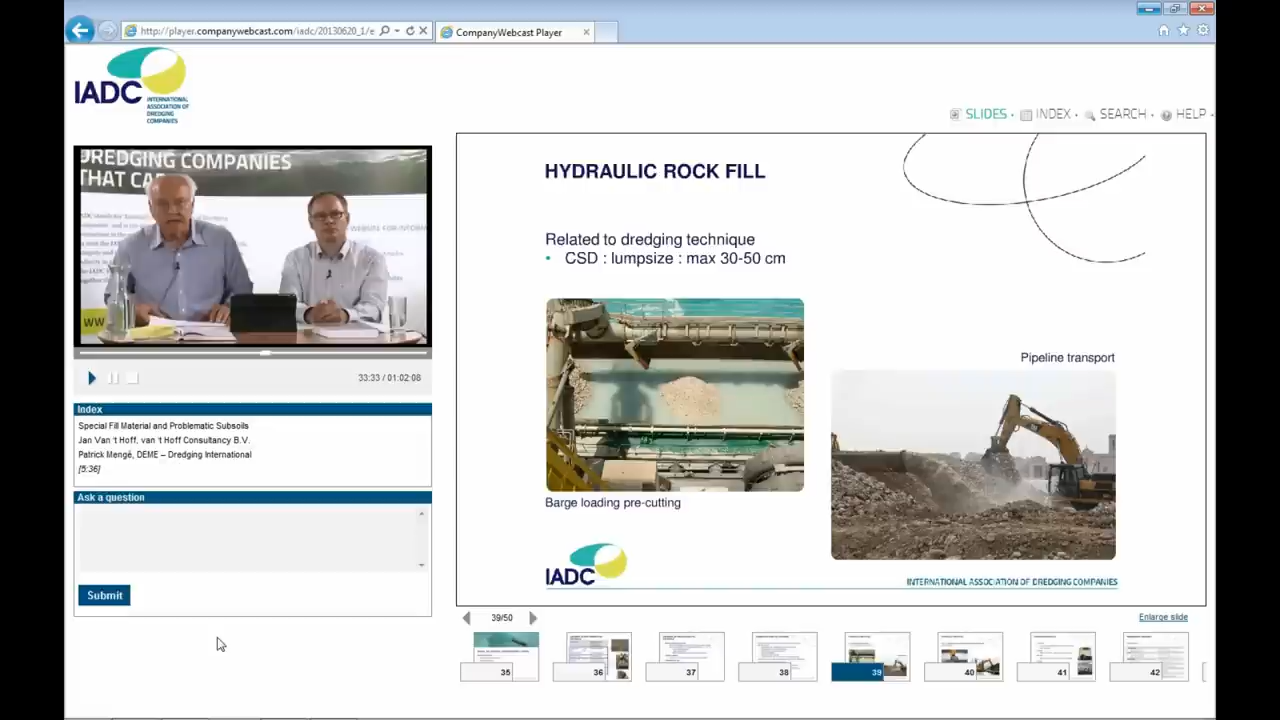 http://player.companywebcast.com/iadc/20130620_1/e
CompanyWebcast Player
IADC
INTERNATIONAL
ASSOCIATION OF
DREDGING
COMPANIES
SLIDES
INDEX
SEARCH
HELP
DREDGING COMPANIES
THAT CA
WW
33:33 / 01:02:08
Index
Special Fill Material and Problematic Subsoils
Jan Van 't Hoff, van 't Hoff Consultancy B.V.
Patrick Mengé, DEME – Dredging International
[5:36]
Ask a question
Submit
HYDRAULIC ROCK FILL
Related to dredging technique
• CSD : lumpsize : max 30-50 cm
Pipeline transport
Barge loading pre-cutting
IADC
INTERNATIONAL ASSOCIATION OF DREDGING COMPANIES
39/50
Enlarge slide
35
36
37
38
39
40
41
42